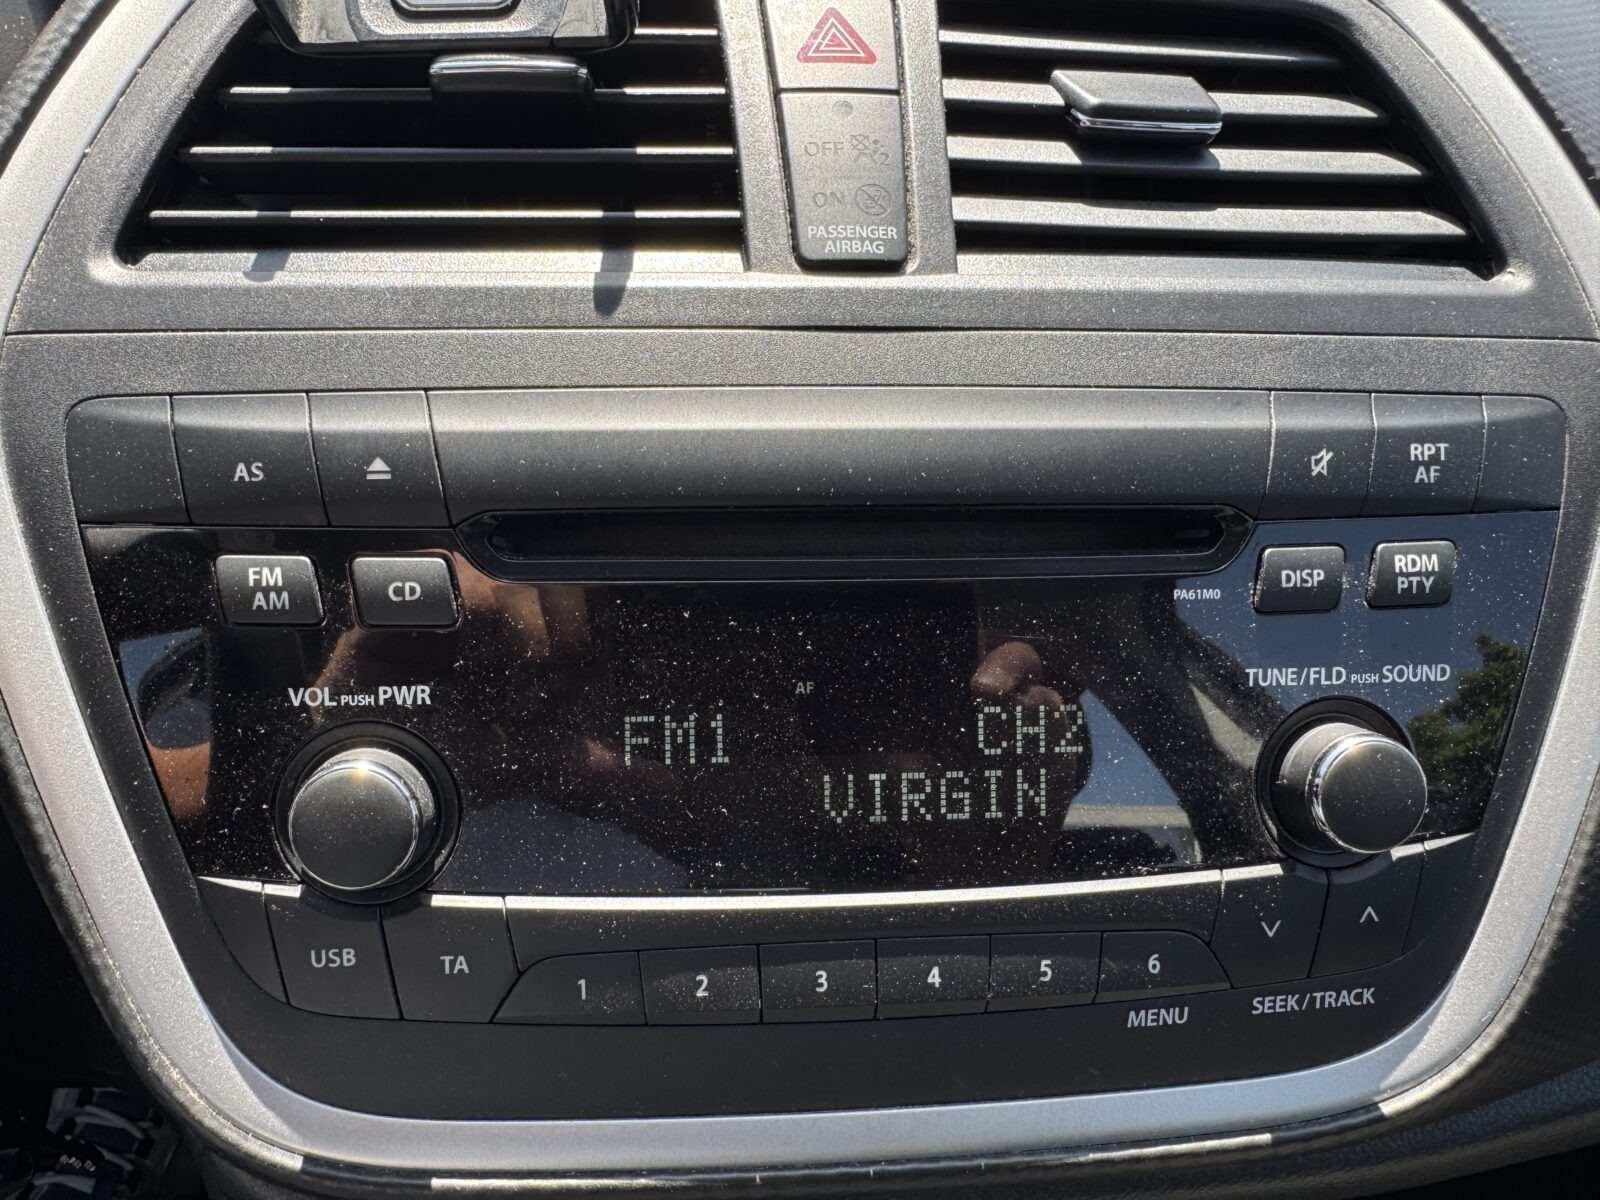 OFF 2
ON
PASSENGER
AIRBAG
AS
RPT
AF
FM
AM
CD
PA61M0
DISP
RDM
PTY
VOL PUSH PWR
TUNE/FLD PUSH SOUND
AF
FM1 CH2
VIRGIN
USB
TA
1
2
3
4
5
6
MENU
SEEK/TRACK